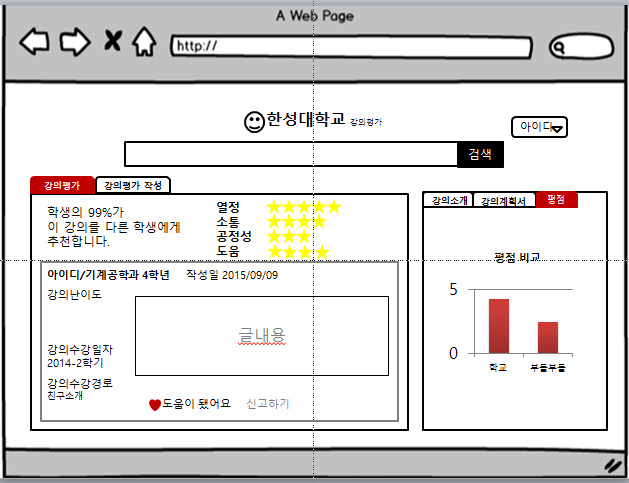 A Web Page
http://
한성대학교 강의평가
아이디
검색
강의평가 강의평가 작성
학생의 99%가
이 강의를 다른 학생에게
추천합니다.
열정 ★★★★★
소통 ★★★★
공정성 ★★★
도움 ★★★★
아이디/기계공학과 4학년 작성일 2015/09/09
강의난이도
글내용
강의수강일자
2014-2학기
강의수강경로
친구소개
도움이 됐어요 신고하기
강의소개 강의계획서 평점
평점 비교
5
0
학교 부들부들